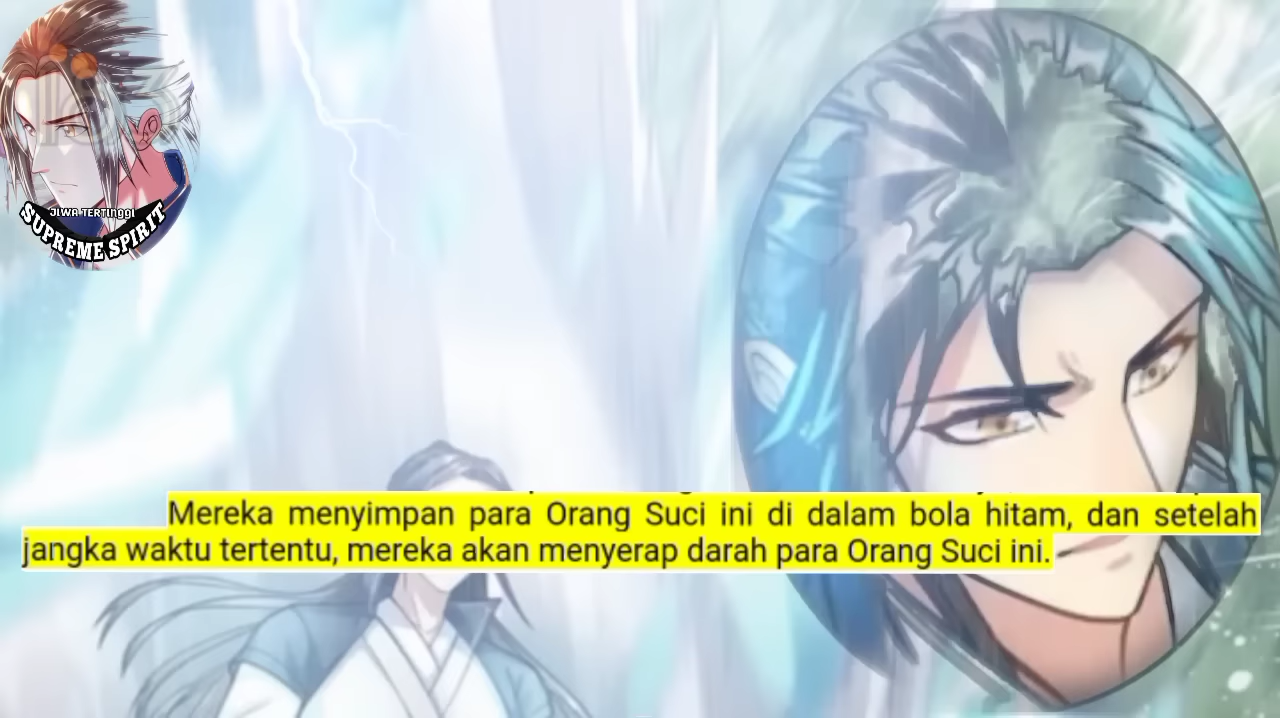 JIWA TERTINGGI
SUPREME SPIRIT
Mereka menyimpan para Orang Suci ini di dalam bola hitam, dan setelah
jangka waktu tertentu, mereka akan menyerap darah para Orang Suci ini.